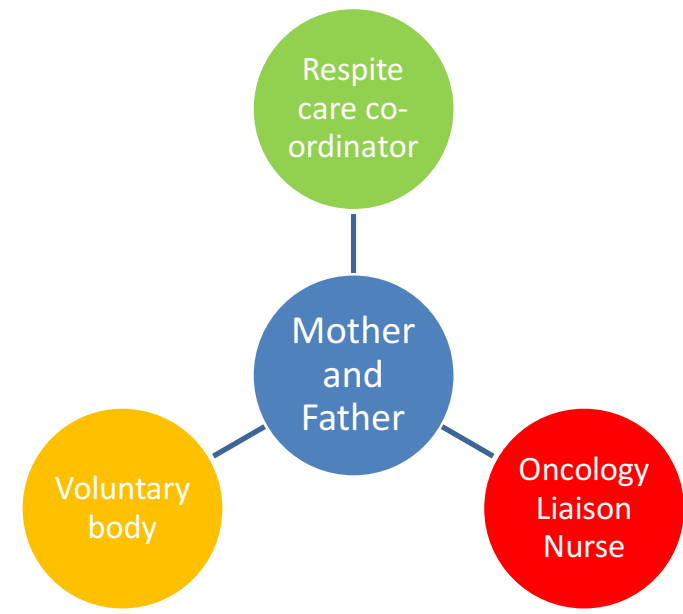 Respite
care co-
ordinator
Mother
and
Father
Voluntary
body
Oncology
Liaison
Nurse